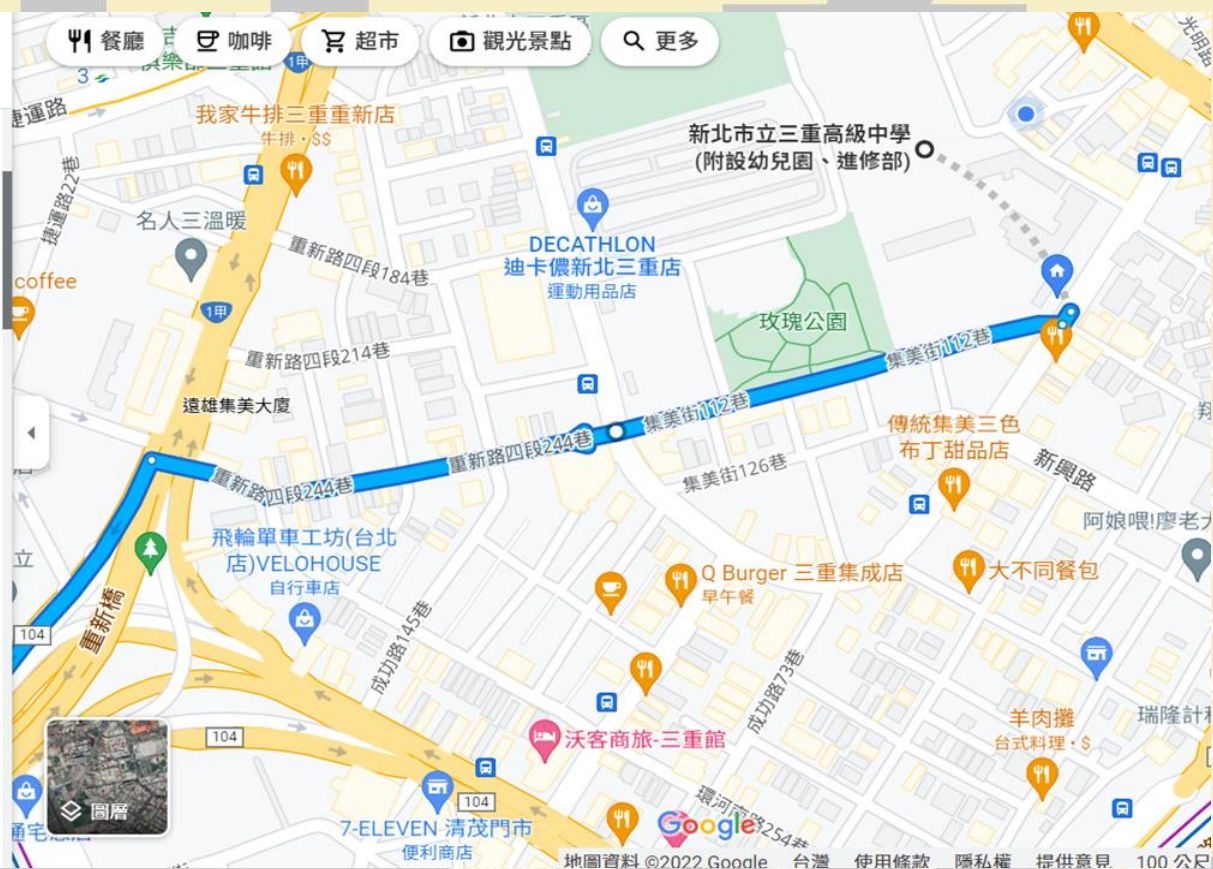 餐廳
咖啡
超市
觀光景點
更多
1甲
3
捷運路
我家牛排三重重新店
牛排·$$
新北市立三重高級中學
(附設幼兒園、進修部)
光明路
捷運路22巷
名人三溫暖
重新路四段184巷
DECATHLON
迪卡儂新北三重店
運動用品店
coffee
1甲
玫瑰公園
重新路四段214巷
集美街112巷
遠雄集美大廈
集美街112巷
傳統集美三色
布丁甜品店
重新路四段244巷
重新路四段244巷
集美街126巷
新興路
飛輪單車工坊(台北
店)VELOHOUSE
自行車店
阿娘喂!廖老大
立
Q Burger 三重集成店
早午餐
大不同餐包
104
重新橋
成功路145巷
成功路73巷
羊肉攤
台式料理·$
瑞隆計
104
沃客商旅-三重館
圖層
104
7-ELEVEN 清茂門市
便利商店
環河南路254巷
Google
地圖資料 ©2022 Google 台灣 使用條款 隱私權 提供意見 100 公尺